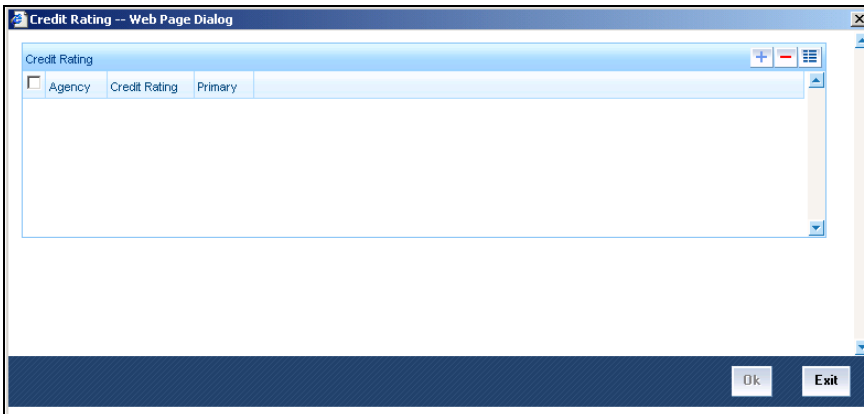 Credit Rating -- Web Page Dialog
Credit Rating
Agency Credit Rating Primary
Ok Exit